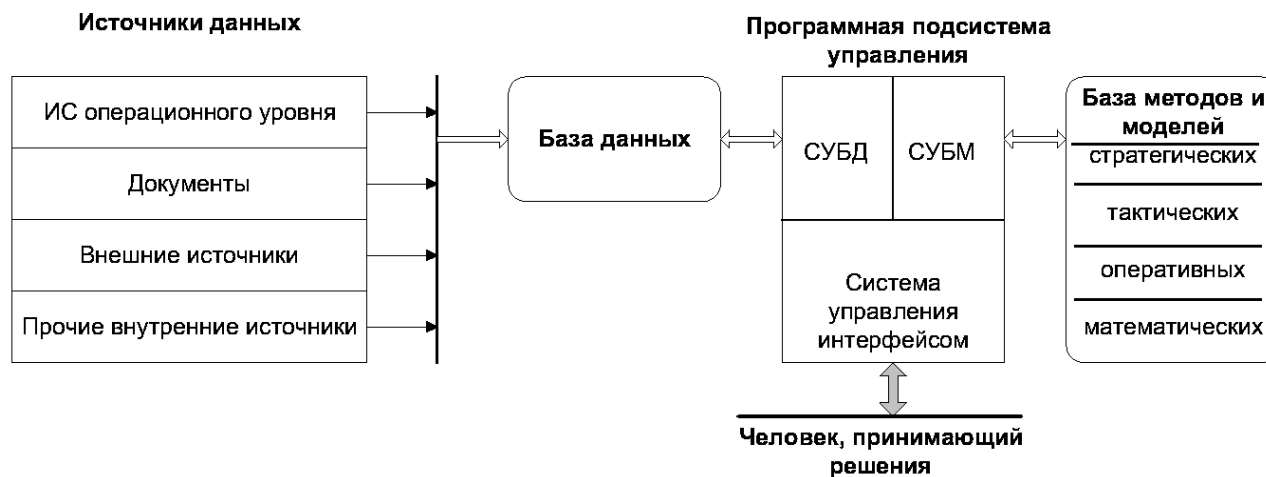 Источники данных
ИС операционного уровня
Документы
Внешние источники
Прочие внутренние источники
База данных
Программная подсистема
управления
СУБД
СУБМ
Система
управления
интерфейсом
Человек, принимающий
решения
База методов и
моделей
стратегических
тактических
оперативных
математических